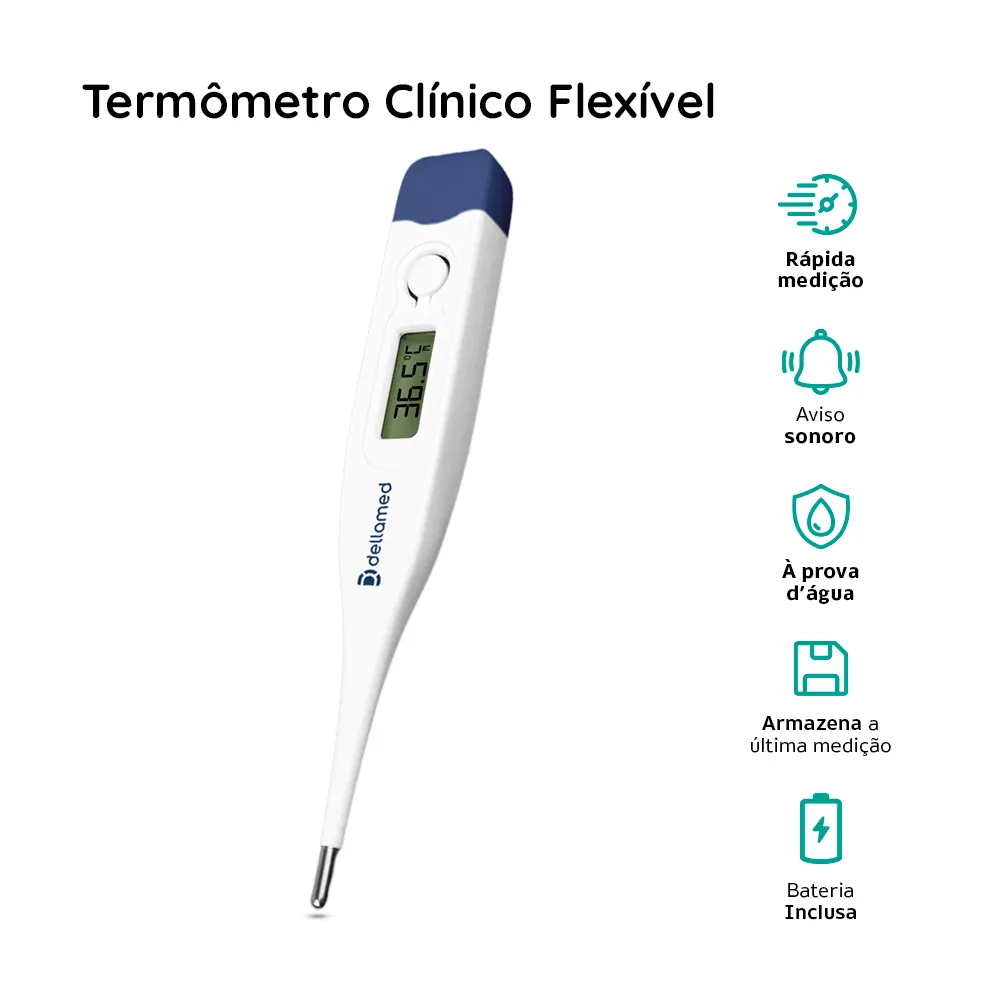 Termômetro Clínico Flexível
36.5
°C
M
dellamed
Rápida
medição
Aviso
sonoro
À prova
d’água
Armazena a
última medição
Bateria
Inclusa